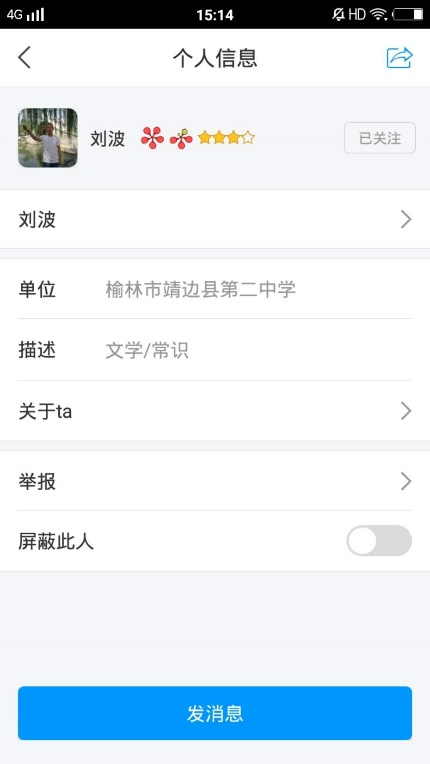 4G 15:14 HD
个人信息
刘波 已关注
刘波
单位 榆林市靖边县第二中学
描述 文学/常识
关于ta
举报
屏蔽此人
发消息